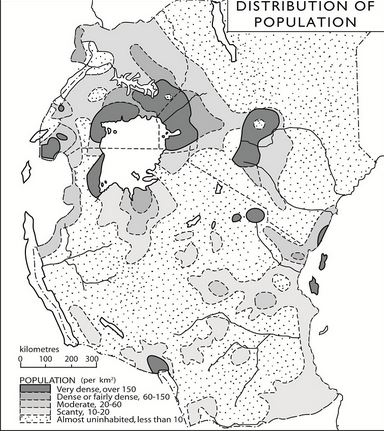 DISTRIBUTION OF
POPULATION
kilometres
0 100 200 300
POPULATION (per km²)
Very dense, over 150
Dense or fairly dense, 60-150
Moderate, 20-60
Scanty, 10-20
Almost uninhabited, less than 10